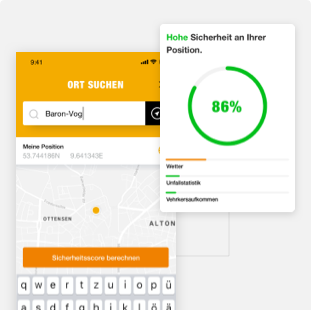 9:41
ORT SUCHEN
Baron-Vog
Meine Position
53.744186N 9.641343E
OTTENSEN
ALTON
Sicherheitsscore berechnen
q w e r t z u i o p ü
a s d f g h j k l ö ä
Hohe Sicherheit an Ihrer
Position.
86%
Wetter
Unfallstatistik
Verkehrsaufkommen